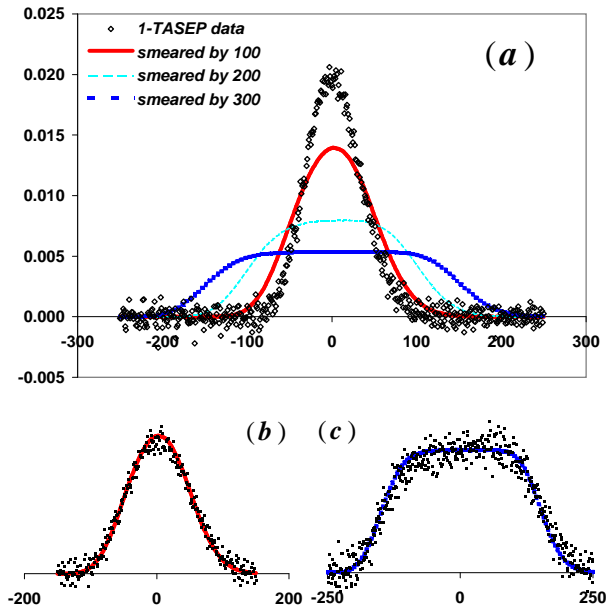 0.025
0.020
0.015
0.010
0.005
0.000
-0.005
1-TASEP data
smeared by 100
smeared by 200
smeared by 300
(a)
-300 -200 -100 0 100 200 300
(b) (c)
-200 0 200
-250 0 250